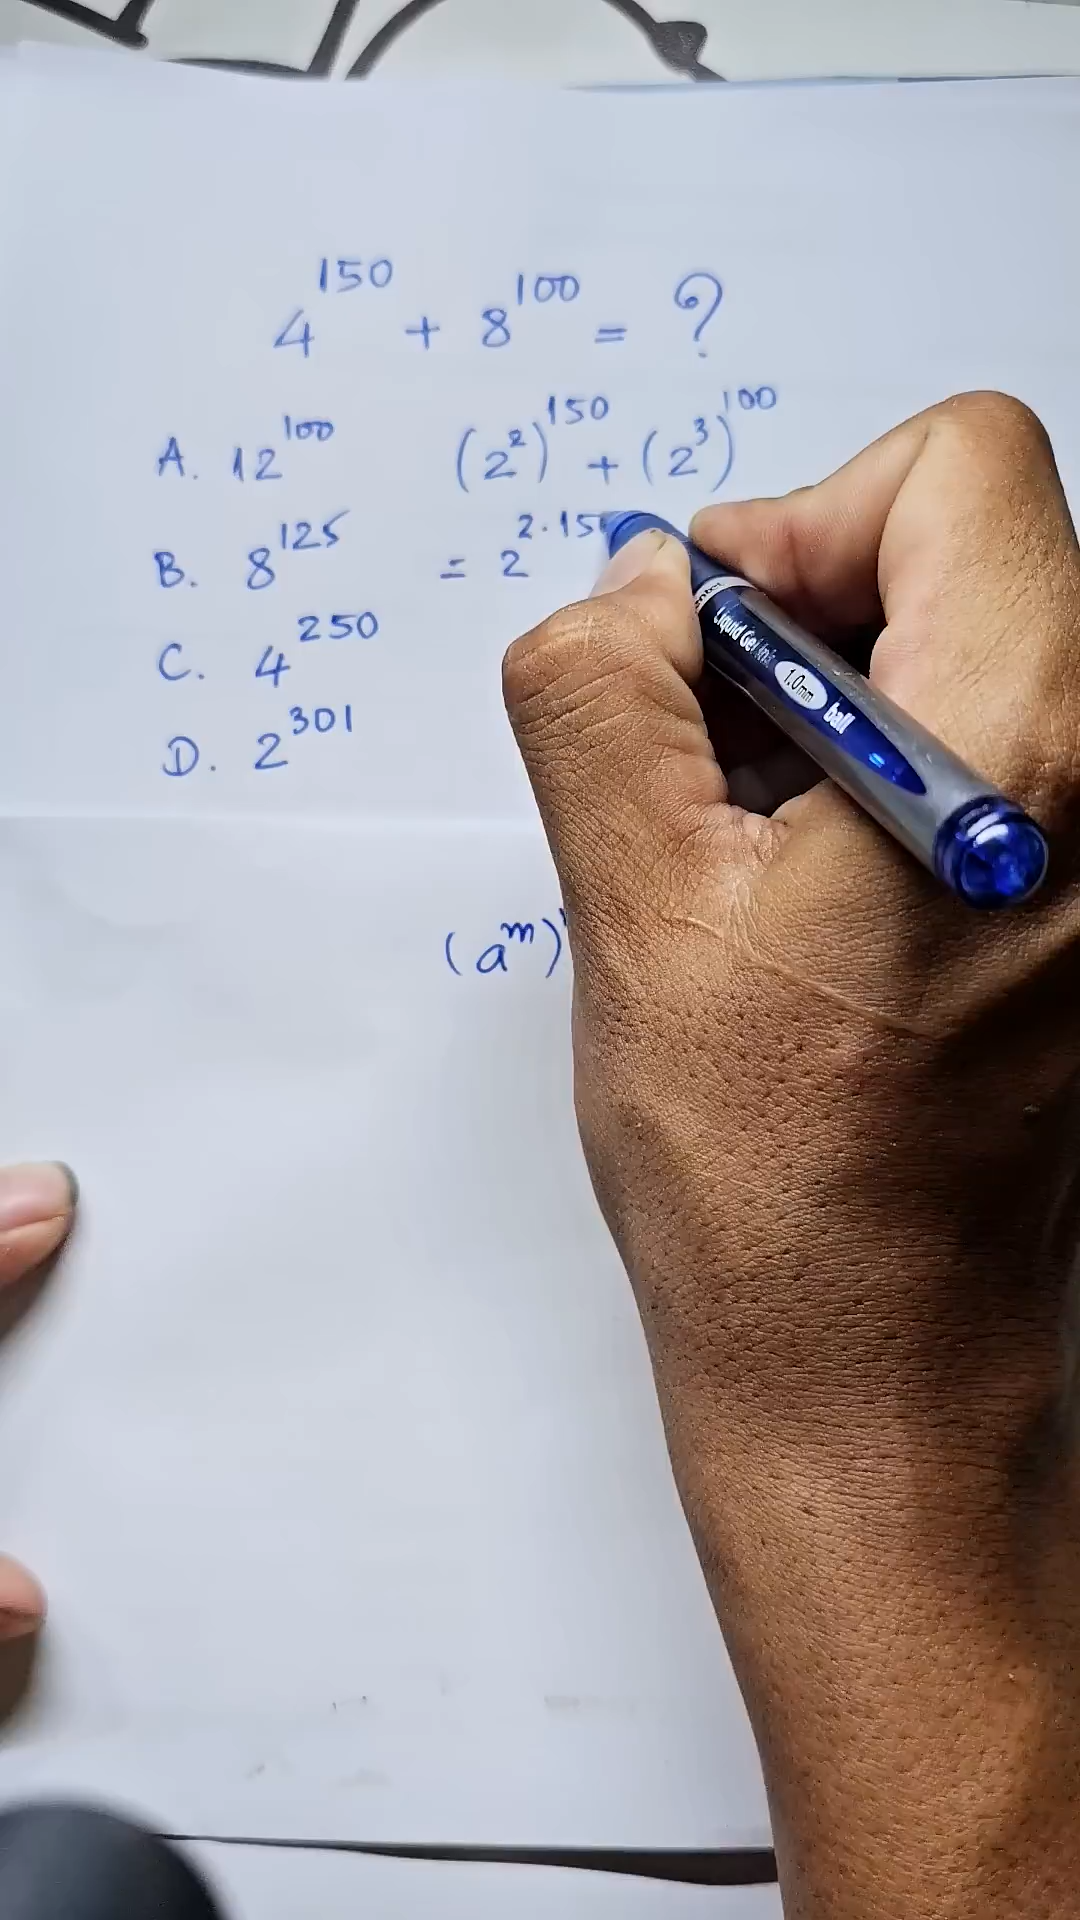 4^150 + 8^100 = ?
A. 12^100
(2^2)^150 + (2^3)^100
B. 8^125
= 2^2·15
C. 4^250
D. 2^301
(a^m)
Liquid Gel Ink
1.0mm
ball